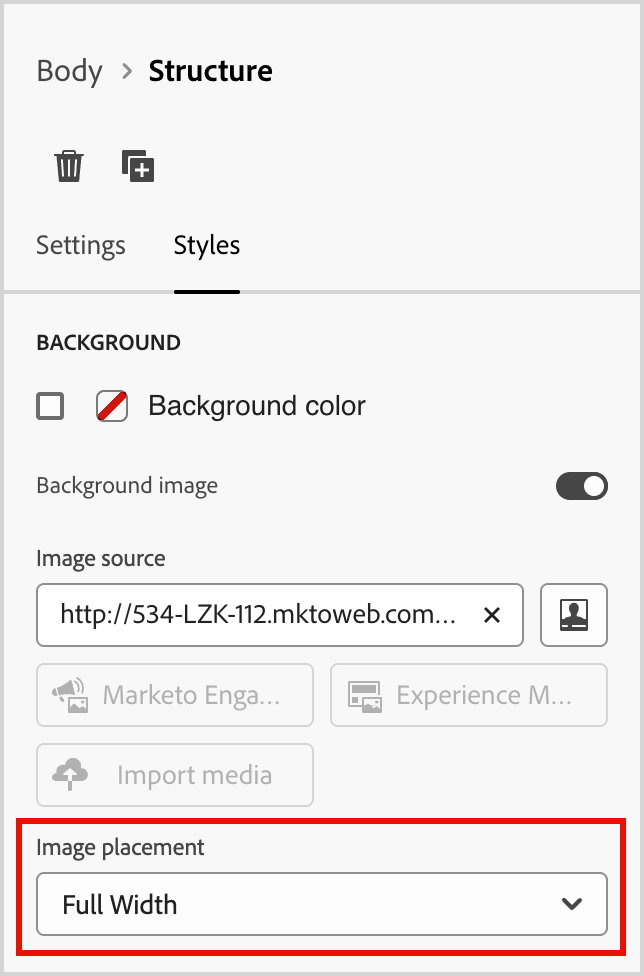 Body > Structure
Settings Styles
BACKGROUND
Background color
Background image
Image source
http://534-LZK-112.mktoweb.com...
Marketo Enga... Experience M...
Import media
Image placement
Full Width